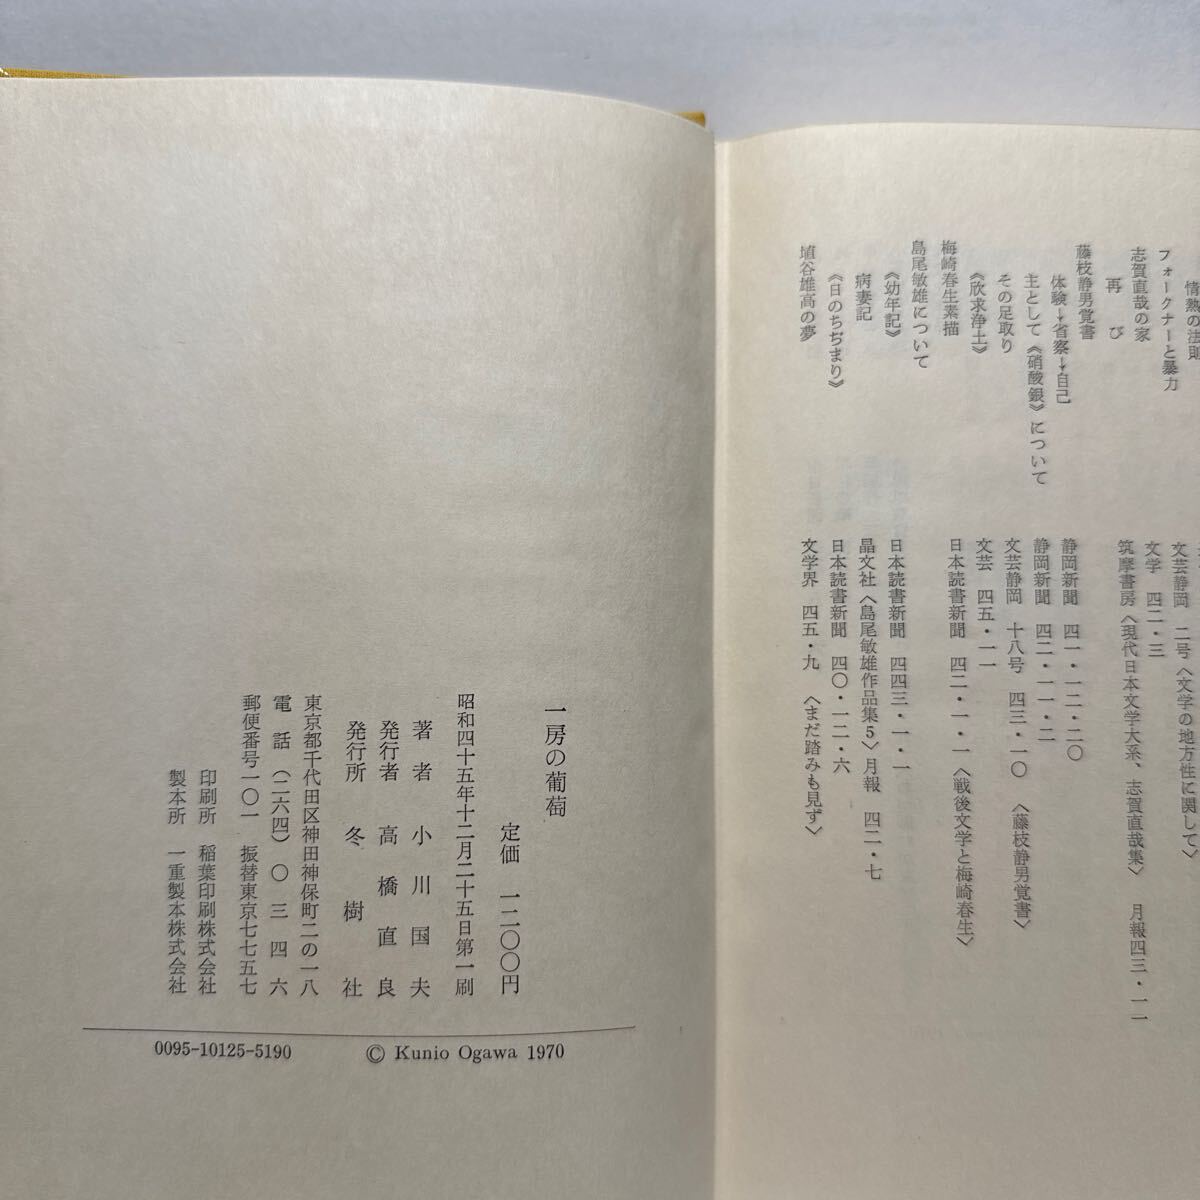 情熱の法則
フォークナーと暴力
志賀直哉の家
再び
藤枝静男覚書
体験→省察→自己
主として《硝酸銀》について
その足取り
《欣求浄土》
梅崎春生素描
島尾敏雄について
《幼年記》
病妻記
《日のちぢまり》
埴谷雄高の夢
文芸静岡 二号〈文学の地方性に関して〉
文学 四二・三
筑摩書房〈現代日本文学大系、志賀直哉集〉 月報四三・一一
静岡新聞 四一・一二・二〇
静岡新聞 四二・一一・二
文芸静岡 十八号 四三・一〇 〈藤枝静男覚書〉
文芸 四五・一一
日本読書新聞 四二・一・一〈戦後文学と梅崎春生〉
日本読書新聞 四四三・一・一
晶文社〈島尾敏雄作品集5〉月報 四二・七
日本読書新聞 四〇・一二・六
文学界 四五・九 〈まだ踏みも見ず〉
一房の葡萄
定価 一二〇〇円
昭和四十五年十二月二十五日第一刷
著者 小川国夫
発行者 高橋直良
発行所 冬樹社
東京都千代田区神田神保町二の一八
電話(二六四)〇三四六
郵便番号一〇一 振替東京七七五七
印刷所 稲葉印刷株式会社
製本所 一重製本株式会社
0095-10125-5190 © Kunio Ogawa 1970